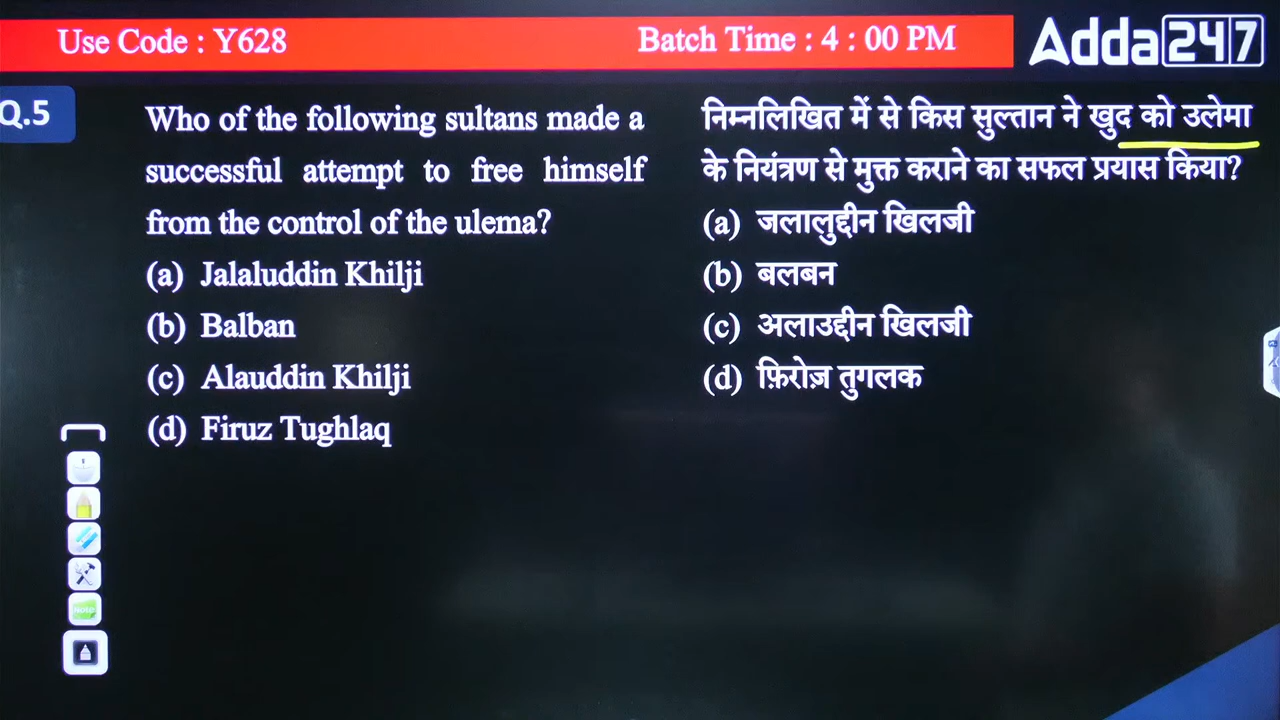 Use Code : Y628
Batch Time : 4 : 00 PM
Adda247
Q.5
Who of the following sultans made a
successful attempt to free himself
from the control of the ulema?
(a) Jalaluddin Khilji
(b) Balban
(c) Alauddin Khilji
(d) Firuz Tughlaq
निम्नलिखित में से किस सुल्तान ने खुद को उलेमा
के नियंत्रण से मुक्त कराने का सफल प्रयास किया?
(a) जलालुद्दीन खिलजी
(b) बलबन
(c) अलाउद्दीन खिलजी
(d) फ़िरोज़ तुगलक
Note